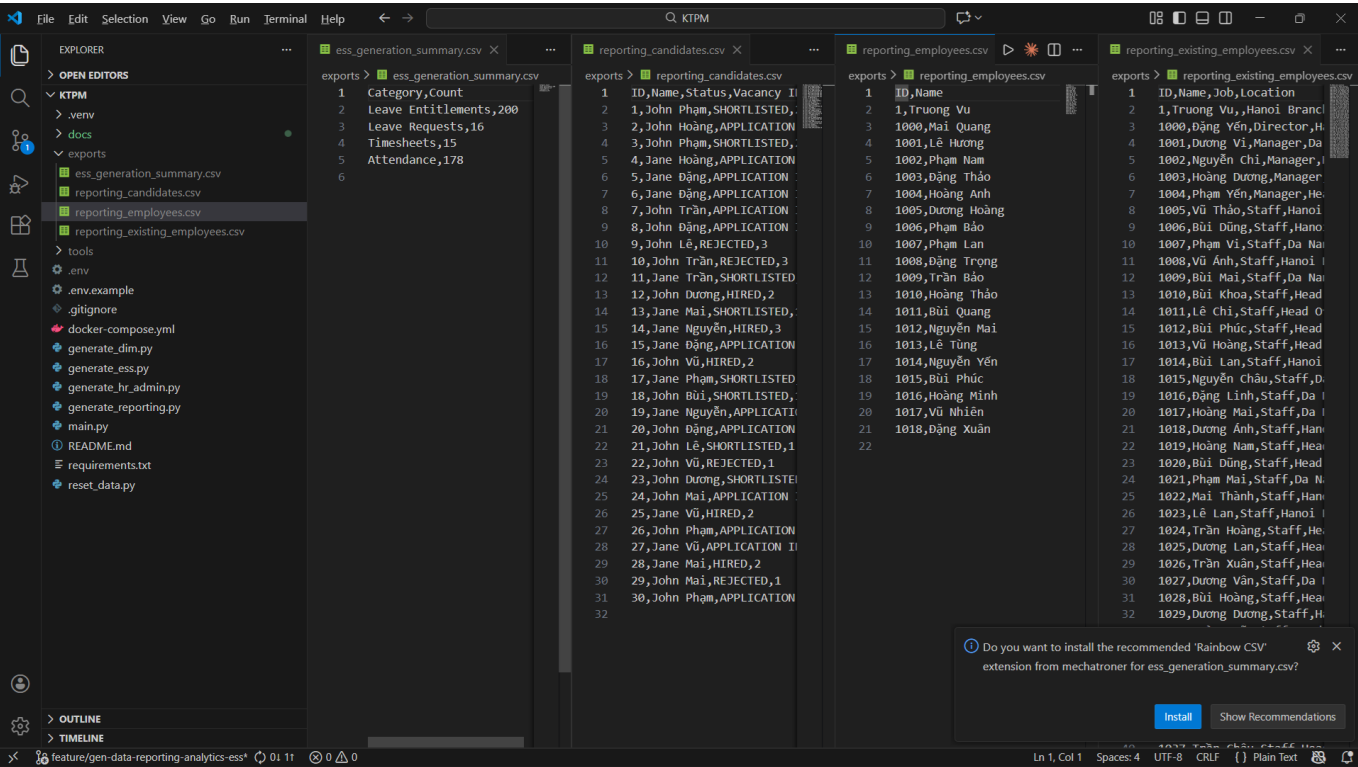 File Edit Selection View Go Run Terminal Help
KTPM
EXPLORER
OPEN EDITORS
KTPM
.venv
docs
exports
ess_generation_summary.csv
reporting_candidates.csv
reporting_employees.csv
reporting_existing_employees.csv
tools
.env
.env.example
.gitignore
docker-compose.yml
generate_dim.py
generate_ess.py
generate_hr_admin.py
generate_reporting.py
main.py
README.md
requirements.txt
reset_data.py
OUTLINE
TIMELINE
1
ess_generation_summary.csv
exports > ess_generation_summary.csv
1 Category,Count
2 Leave Entitlements,200
3 Leave Requests,16
4 Timesheets,15
5 Attendance,178
6
reporting_candidates.csv
exports > reporting_candidates.csv
1 ID,Name,Status,Vacancy
2 1,John Phạm,SHORTLISTED,
3 2,John Hoàng,APPLICATION
4 3,John Phạm,SHORTLISTED,
5 4,Jane Hoàng,APPLICATION
6 5,Jane Đặng,APPLICATION
7 6,Jane Đặng,APPLICATION
8 7,John Trần,APPLICATION
9 8,John Đặng,APPLICATION
10 9,John Lê,REJECTED,3
11 10,John Trần,REJECTED,3
12 11,Jane Trần,SHORTLISTED
13 12,John Dương,HIRED,2
14 13,Jane Mai,SHORTLISTED,
15 14,Jane Nguyễn,HIRED,3
16 15,Jane Đặng,APPLICATION
17 16,John Vũ,HIRED,2
18 17,Jane Phạm,SHORTLISTED
19 18,John Bùi,SHORTLISTED,
20 19,Jane Nguyễn,APPLICATI
21 20,John Đặng,APPLICATION
22 21,John Lê,SHORTLISTED,1
23 22,John Vũ,REJECTED,1
24 23,John Dương,SHORTLISTE
25 24,John Mai,APPLICATION
26 25,Jane Vũ,HIRED,2
27 26,John Phạm,APPLICATION
28 27,Jane Vũ,APPLICATION
29 28,Jane Mai,HIRED,2
30 29,John Mai,REJECTED,1
31 30,John Phạm,APPLICATION
32
reporting_employees.csv
exports > reporting_employees.csv
1 ID,Name
2 1,Truong Vu
3 1000,Mai Quang
4 1001,Lê Hương
5 1002,Phạm Nam
6 1003,Đặng Thảo
7 1004,Hoàng Anh
8 1005,Dương Hoàng
9 1006,Phạm Bảo
10 1007,Phạm Lan
11 1008,Đặng Trọng
12 1009,Trần Bảo
13 1010,Hoàng Thảo
14 1011,Bùi Quang
15 1012,Nguyễn Mai
16 1013,Lê Tùng
17 1014,Nguyễn Yến
18 1015,Bùi Phúc
19 1016,Hoàng Minh
20 1017,Vũ Nhiên
21 1018,Đặng Xuân
22
reporting_existing_employees.csv
exports > reporting_existing_employees.csv
1 ID,Name,Job,Location
2 1,Truong Vu,,Hanoi Branc
3 1000,Đặng Yến,Director,
4 1001,Dương Vi,Manager,Da
5 1002,Nguyễn Chi,Manager,
6 1003,Hoàng Dương,Manager
7 1004,Phạm Yến,Manager,He
8 1005,Vũ Thảo,Staff,Hanoi
9 1006,Bùi Dũng,Staff,Hano
10 1007,Phạm Vi,Staff,Da Na
11 1008,Vũ Ánh,Staff,Hanoi
12 1009,Bùi Mai,Staff,Da Na
13 1010,Bùi Khoa,Staff,Head
14 1011,Lê Chi,Staff,Head O
15 1012,Bùi Phúc,Staff,Head
16 1013,Vũ Hoàng,Staff,Head
17 1014,Bùi Lan,Staff,Hanoi
18 1015,Nguyễn Châu,Staff,D
19 1016,Đặng Linh,Staff,Da
20 1017,Hoàng Mai,Staff,Da
21 1018,Dương Ánh,Staff,Han
22 1019,Hoàng Nam,Staff,Hea
23 1020,Bùi Dũng,Staff,Head
24 1021,Phạm Mai,Staff,Da
25 1022,Mai Thành,Staff,Han
26 1023,Lê Lan,Staff,Hanoi
27 1024,Trần Hoàng,Staff,He
28 1025,Dương Lan,Staff,Hea
29 1026,Trần Xuân,Staff,Hea
30 1027,Dương Vân,Staff,Da
31 1028,Bùi Hoàng,Staff,Hea
32 1029,Dương Dương,Staff,H
Do you want to install the recommended 'Rainbow CSV'
extension from mechatroner for ess_generation_summary.csv?
Install
Show Recommendations
feature/gen-data-reporting-analytics-ess* 0↓ 1↑ 0 0
Ln 1, Col 1 Spaces: 4 UTF-8 CRLF {} Plain Text